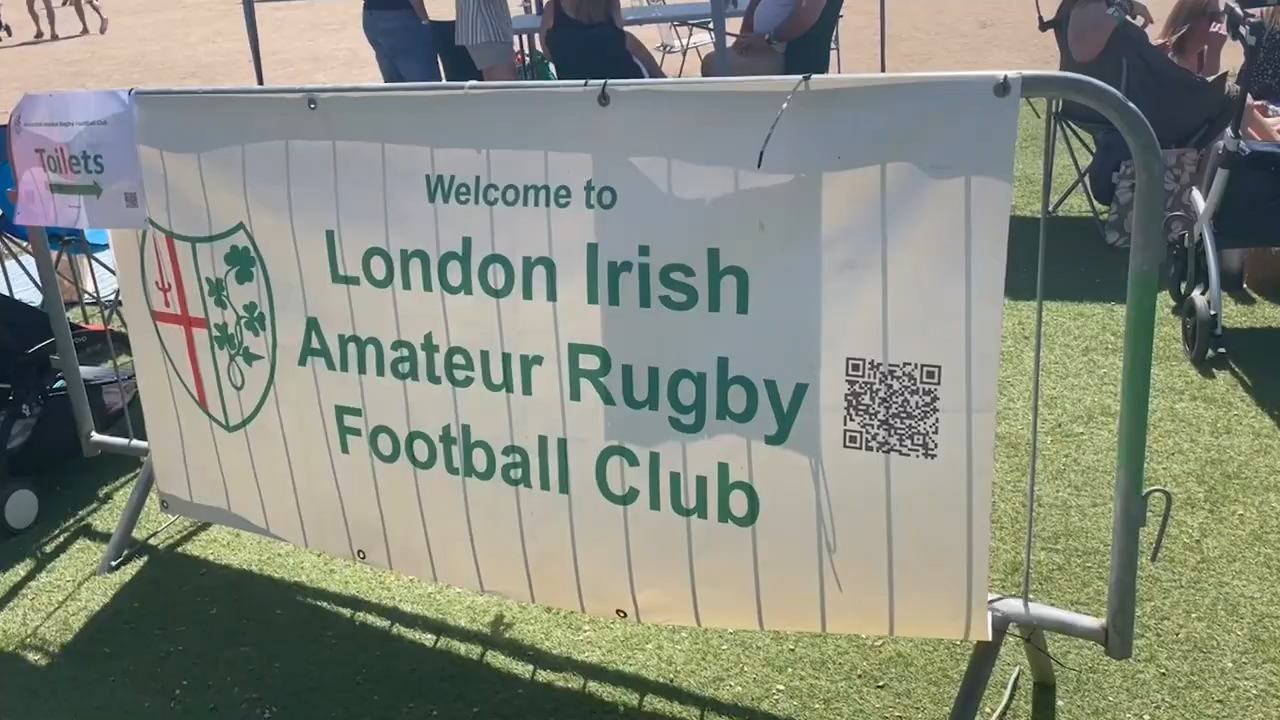 Toilets
Welcome to
London Irish
Amateur Rugby
Football Club